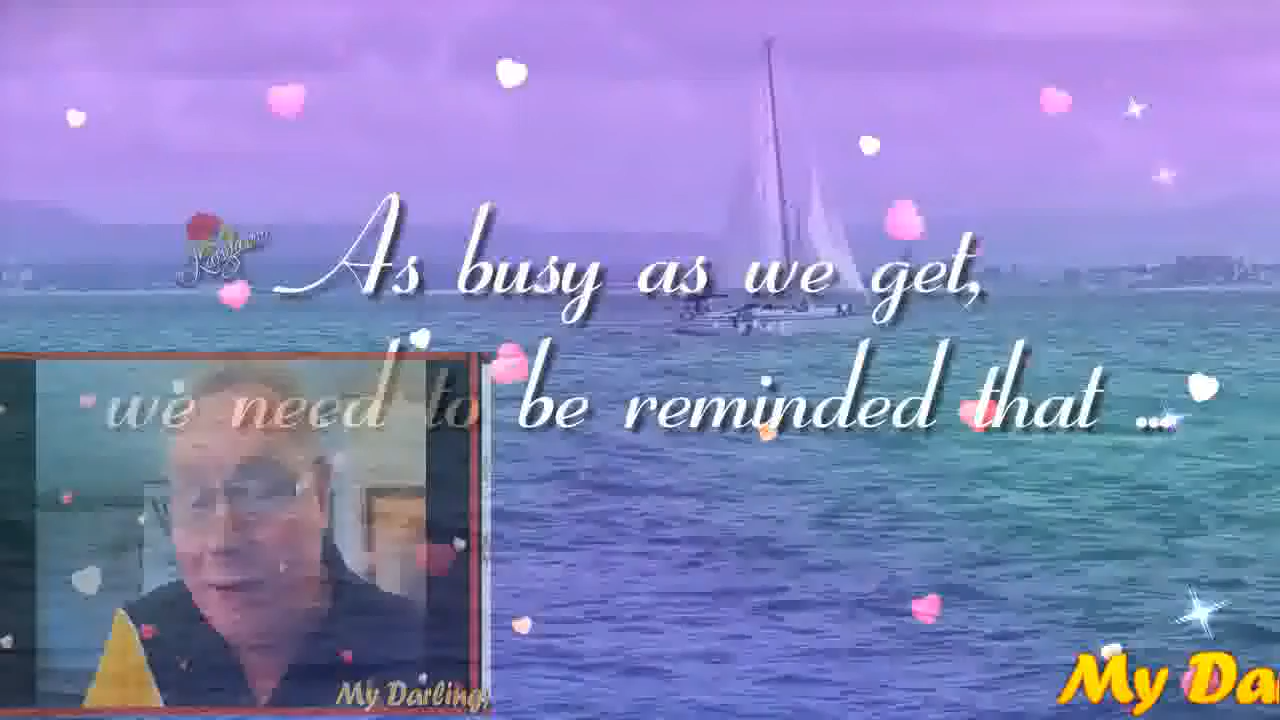 As busy as we get,
we need to be reminded that ...
My Darling,
My Da